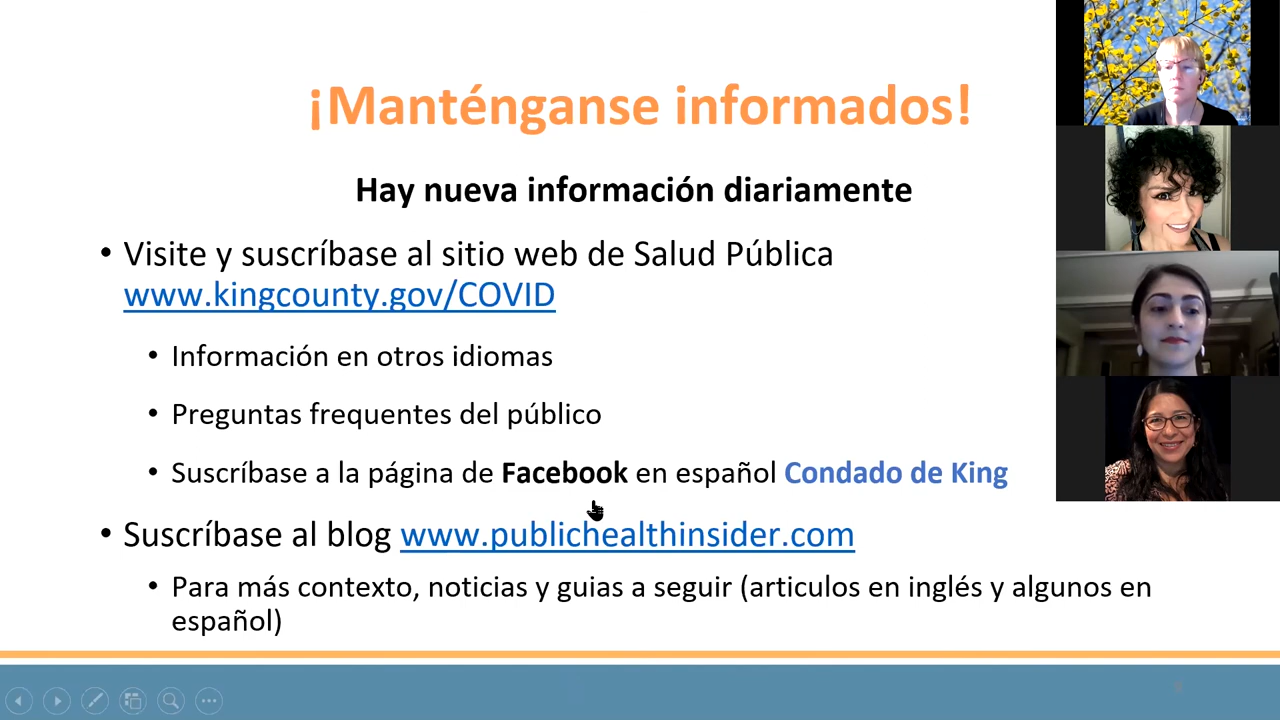 ¡Manténganse informados!
Hay nueva información diariamente
• Visite y suscríbase al sitio web de Salud Pública
www.kingcounty.gov/COVID
• Información en otros idiomas
• Preguntas frequentes del público
• Suscríbase a la página de Facebook en español Condado de King
• Suscríbase al blog www.publichealthinsider.com
• Para más contexto, noticias y guias a seguir (articulos en inglés y algunos en
español)